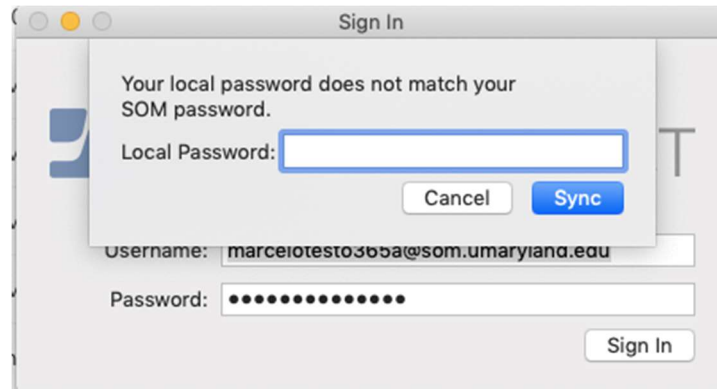 Sign In
Your local password does not match your
SOM password.
Local Password:
Cancel
Sync
T
Username: marcelotesto365a@som.umaryland.edu
Password: ••••••••••••••
Sign In